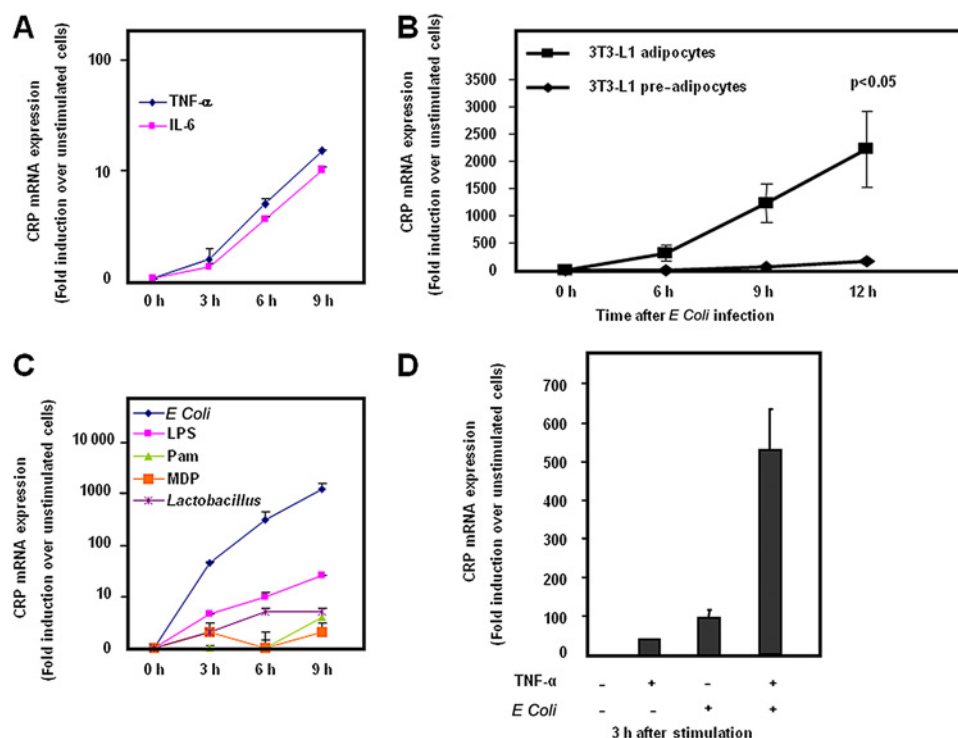 A
CRP mRNA expression
(Fold induction over unstimulated cells)
100
10
0
TNF-α
IL-6
0 h 3 h 6 h 9 h
B
CRP mRNA expression
(Fold induction over unstimulated cells)
3T3-L1 adipocytes
3T3-L1 pre-adipocytes
p<0.05
3500
3000
2500
2000
1500
1000
500
0
0 h 6 h 9 h 12 h
Time after E Coli infection
C
CRP mRNA expression
(Fold induction over unstimulated cells)
E Coli
LPS
Pam
MDP
Lactobacillus
10 000
1000
100
10
0
0 h 3 h 6 h 9 h
D
CRP mRNA expression
(Fold induction over unstimulated cells)
700
600
500
400
300
200
100
0
TNF-α - + - +
E Coli - - + +
3 h after stimulation